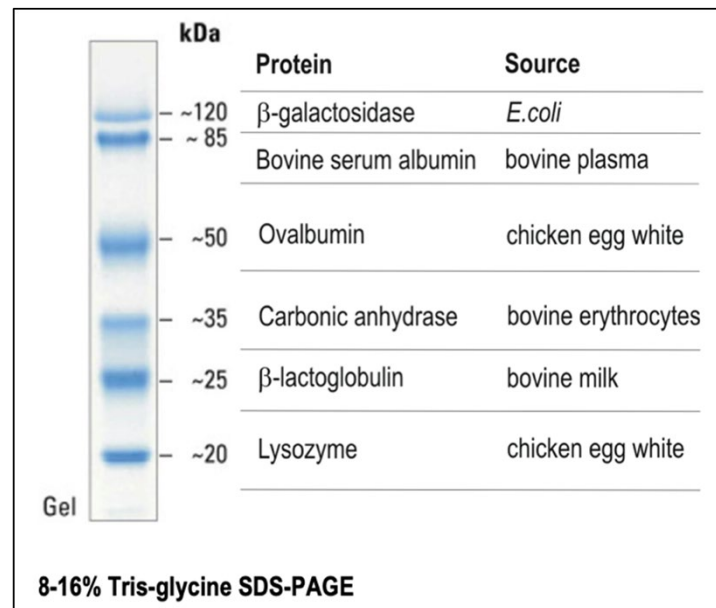 kDa
Protein Source
~120 β-galactosidase E.coli
~ 85
Bovine serum albumin bovine plasma
~50 Ovalbumin chicken egg white
~35 Carbonic anhydrase bovine erythrocytes
~25 β-lactoglobulin bovine milk
~20 Lysozyme chicken egg white
Gel
8-16% Tris-glycine SDS-PAGE